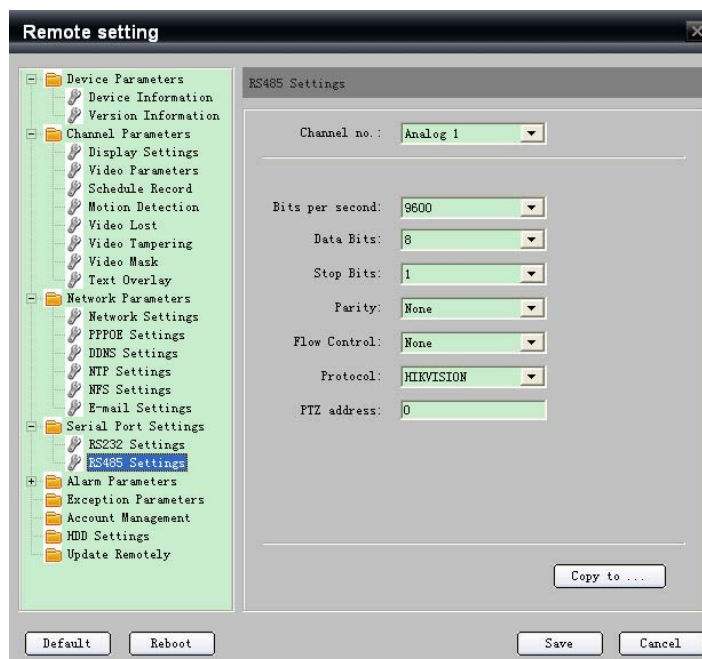 Remote setting
Device Parameters
Device Information
Version Information
Channel Parameters
Display Settings
Video Parameters
Schedule Record
Motion Detection
Video Lost
Video Tampering
Video Mask
Text Overlay
Network Parameters
Network Settings
PPPOE Settings
DDNS Settings
NTP Settings
NFS Settings
E-mail Settings
Serial Port Settings
RS232 Settings
RS485 Settings
Alarm Parameters
Exception Parameters
Account Management
HDD Settings
Update Remotely
RS485 Settings
Channel no.: Analog 1
Bits per second: 9600
Data Bits: 8
Stop Bits: 1
Parity: None
Flow Control: None
Protocol: HIKVISION
PTZ address: 0
Copy to ...
Default Reboot Save Cancel